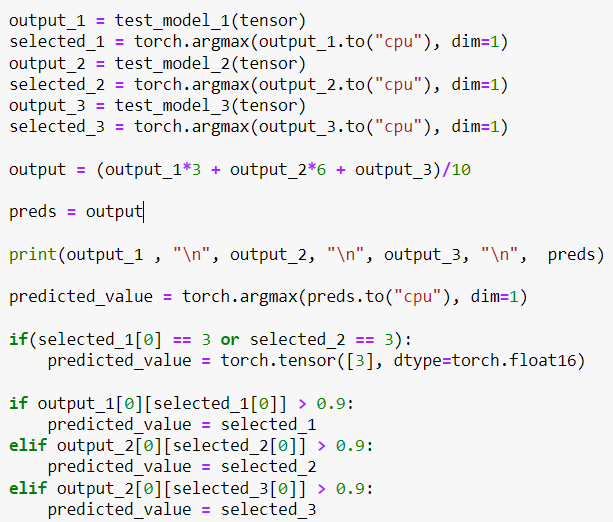 output_1 = test_model_1(tensor)
selected_1 = torch.argmax(output_1.to("cpu"), dim=1)
output_2 = test_model_2(tensor)
selected_2 = torch.argmax(output_2.to("cpu"), dim=1)
output_3 = test_model_3(tensor)
selected_3 = torch.argmax(output_3.to("cpu"), dim=1)
output = (output_1*3 + output_2*6 + output_3)/10
preds = output
print(output_1 , "\n", output_2, "\n", output_3, "\n",  preds)
predicted_value = torch.argmax(preds.to("cpu"), dim=1)
if(selected_1[0] == 3 or selected_2 == 3):
    predicted_value = torch.tensor([3], dtype=torch.float16)
if output_1[0][selected_1[0]] > 0.9:
    predicted_value = selected_1
elif output_2[0][selected_2[0]] > 0.9:
    predicted_value = selected_2
elif output_2[0][selected_3[0]] > 0.9:
    predicted_value = selected_3